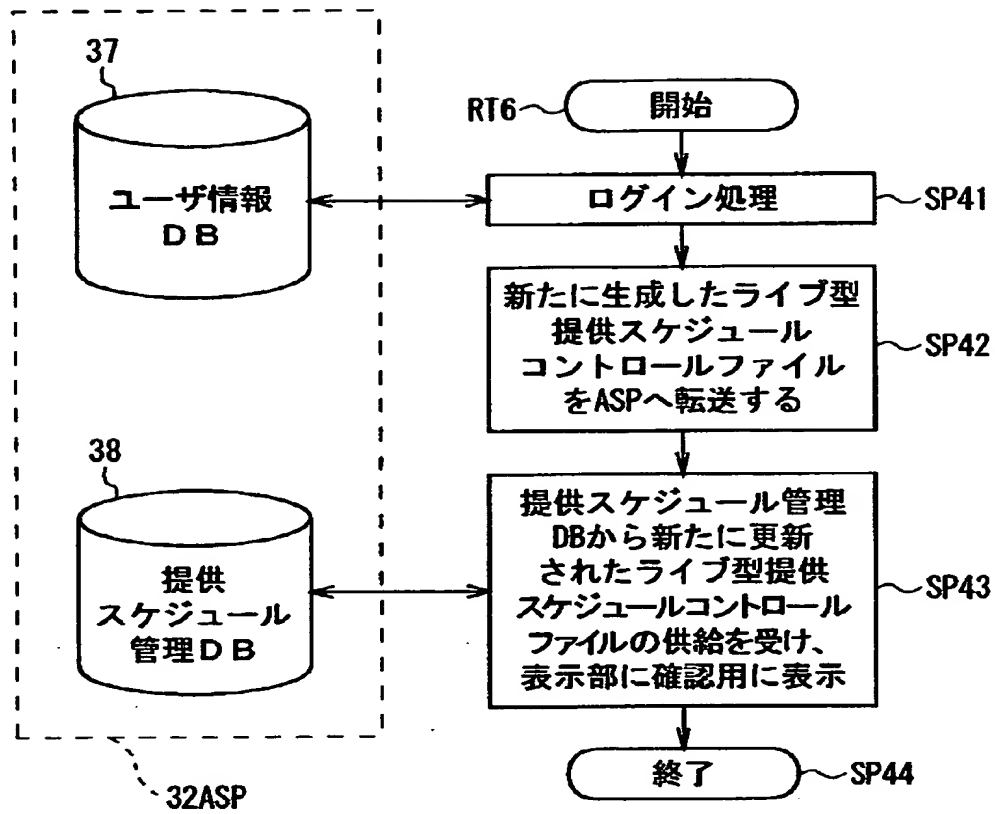 37
ユーザ情報
DB
38
提供
スケジュール
管理DB
32ASP
RT6
開始
ログイン処理
SP41
新たに生成したライブ型
提供スケジュール
コントロールファイル
をASPへ転送する
SP42
提供スケジュール管理
DBから新たに更新
されたライブ型提供
スケジュールコントロール
ファイルの供給を受け、
表示部に確認用に表示
SP43
終了
SP44